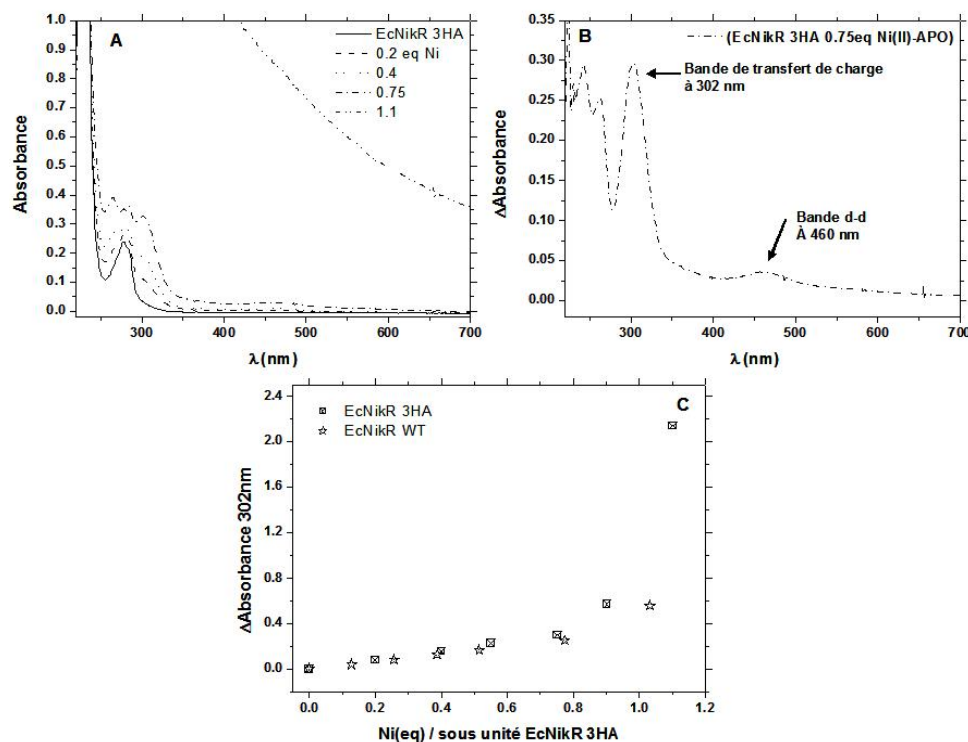 A
EcNikR 3HA
0.2 eq Ni
0.4
0.75
1.1
1.0
0.9
0.8
0.7
0.6
0.5
0.4
0.3
0.2
0.1
0.0
Absorbance
300 400 500 600 700
λ (nm)
B
(EcNikR 3HA 0.75eq Ni(II)-APO)
Bande de transfert de charge
à 302 nm
Bande d-d
À 460 nm
0.35
0.30
0.25
0.20
0.15
0.10
0.05
0.00
ΔAbsorbance
300 400 500 600 700
λ (nm)
C
EcNikR 3HA
EcNikR WT
2.4
2.0
1.6
1.2
0.8
0.4
0.0
ΔAbsorbance 302nm
0.0 0.2 0.4 0.6 0.8 1.0 1.2
Ni(eq) / sous unité EcNikR 3HA